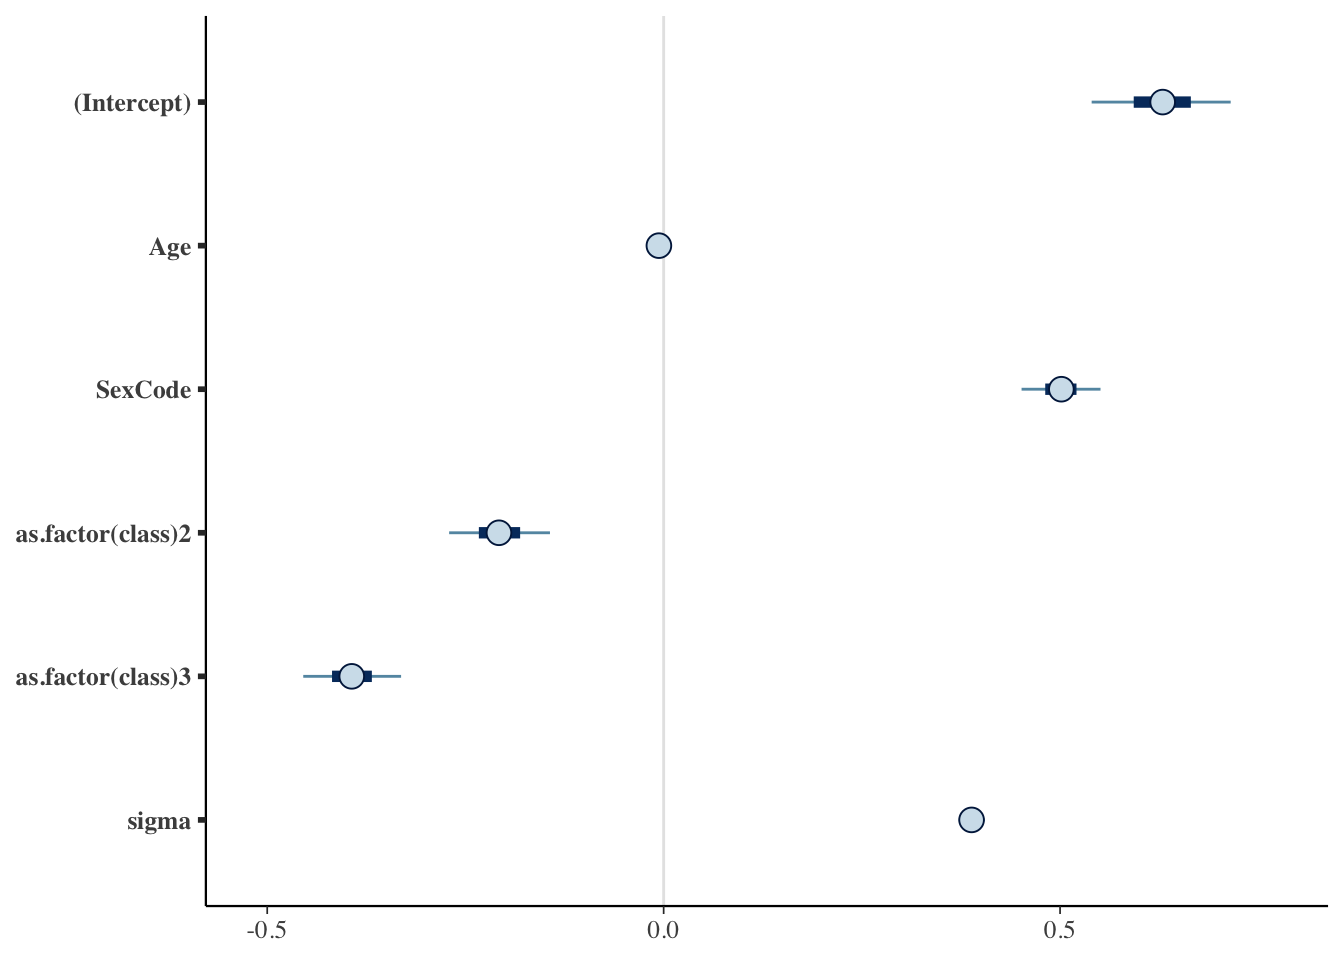 (Intercept)
Age
SexCode
as.factor(class)2
as.factor(class)3
sigma
-0.5 0.0 0.5